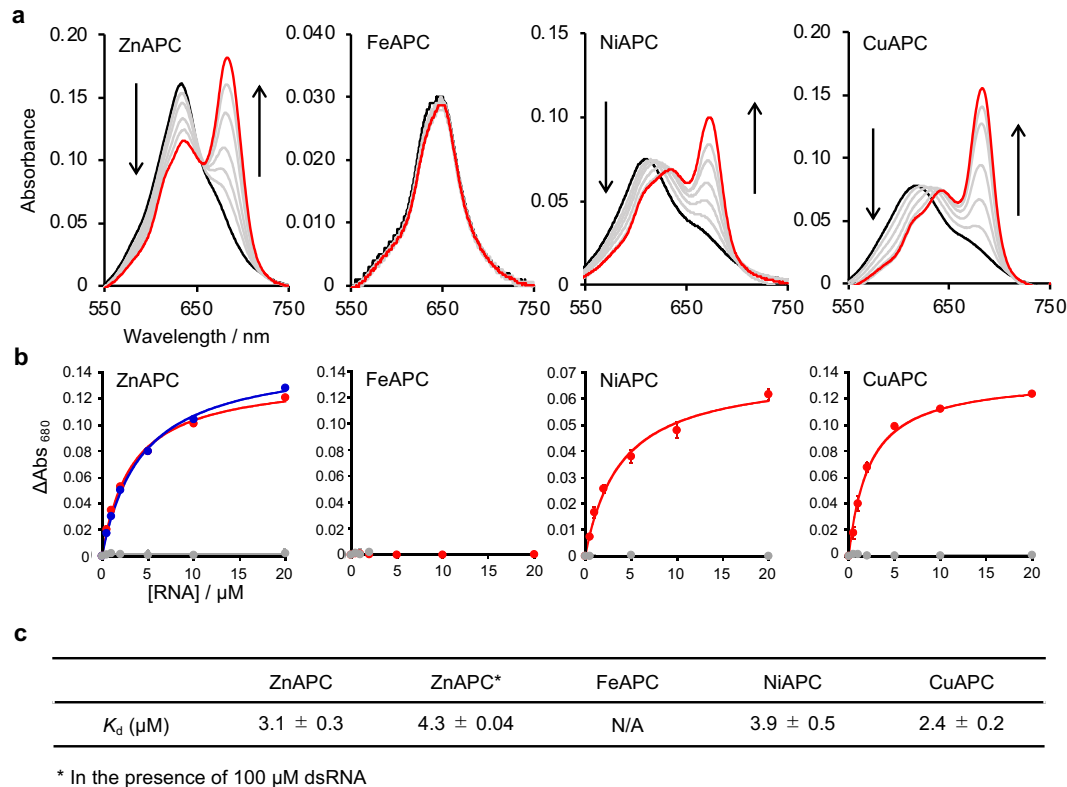 a
ZnAPC FeAPC NiAPC CuAPC
0.20 0.040 0.15 0.20
0.15 0.030 0.15
0.10 0.10
0.10 0.020 0.10
0.05 0.010 0.05 0.05
0 0 0 0
550 650 750 550 650 750 550 650 750 550 650 750
Absorbance
Wavelength / nm
b
ZnAPC FeAPC NiAPC CuAPC
0.14 0.14 0.07 0.14
0.12 0.12 0.06 0.12
0.10 0.10 0.05 0.10
0.08 0.08 0.04 0.08
0.06 0.06 0.03 0.06
0.04 0.04 0.02 0.04
0.02 0.02 0.01 0.02
0 0 0 0
0 5 10 15 20 0 5 10 15 20 0 5 10 15 20 0 5 10 15 20
ΔAbs 680
[RNA] / µM
c
ZnAPC ZnAPC* FeAPC NiAPC CuAPC
Kd (µM) 3.1 ± 0.3 4.3 ± 0.04 N/A 3.9 ± 0.5 2.4 ± 0.2
* In the presence of 100 µM dsRNA